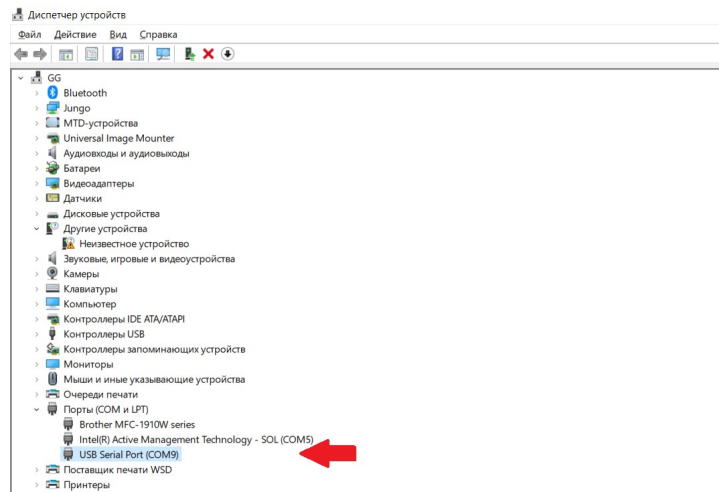 Диспетчер устройств
Файл Действие Вид Справка
GG
Bluetooth
Jungo
MTD-устройства
Universal Image Mounter
Аудиовходы и аудиовыходы
Батареи
Видеоадаптеры
Датчики
Дисковые устройства
Другие устройства
Неизвестное устройство
Звуковые, игровые и видеоустройства
Камеры
Клавиатуры
Компьютер
Контроллеры IDE ATA/ATAPI
Контроллеры USB
Контроллеры запоминающих устройств
Мониторы
Мыши и иные указывающие устройства
Очереди печати
Порты (COM и LPT)
Brother MFC-1910W series
Intel(R) Active Management Technology - SOL (COM5)
USB Serial Port (COM9)
Поставщик печати WSD
Принтеры